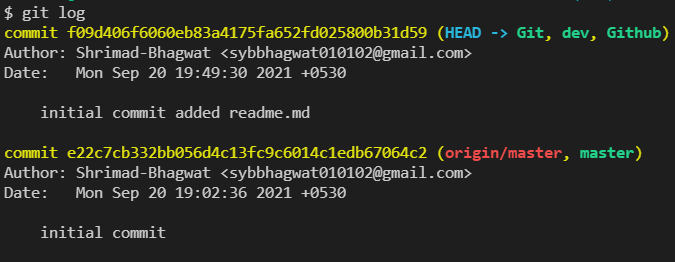 $ git log
commit f09d406f6060eb83a4175fa652fd025800b31d59 (HEAD -> Git, dev, Github)
Author: Shrimad-Bhagwat <sybbhagwat010102@gmail.com>
Date:   Mon Sep 20 19:49:30 2021 +0530
initial commit added readme.md
commit e22c7cb332bb056d4c13fc9c6014c1edb67064c2 (origin/master, master)
Author: Shrimad-Bhagwat <sybbhagwat010102@gmail.com>
Date:   Mon Sep 20 19:02:36 2021 +0530
initial commit